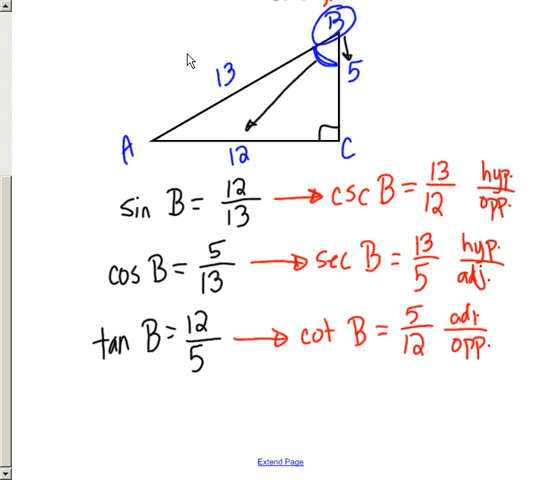 B
13
5
A
12
C
sin B = 12/13 → csc B = 13/12 hyp./opp.
cos B = 5/13 → sec B = 13/5 hyp./adj.
tan B = 12/5 → cot B = 5/12 adj./opp.
Extend Page